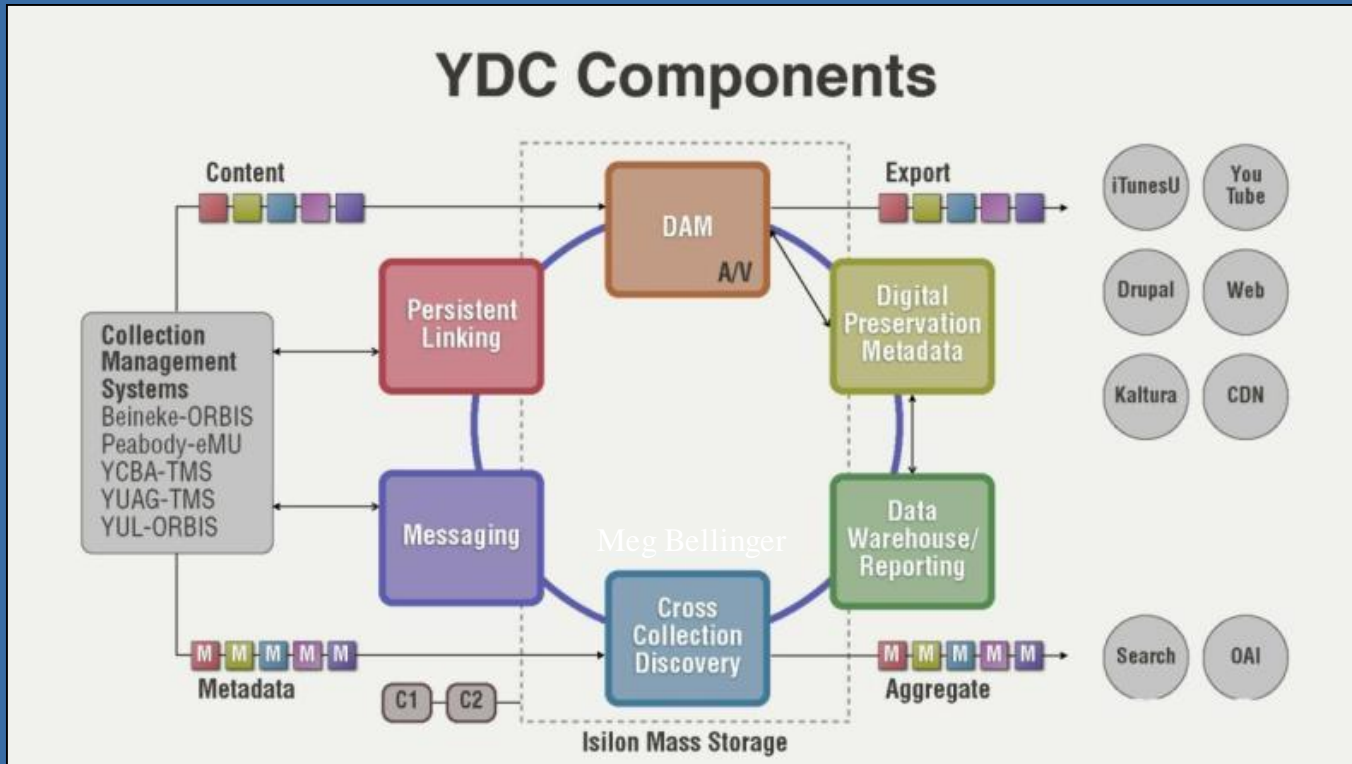 YDC Components
Content
DAM
A/V
Export
iTunesU
You
Tube
Persistent
Linking
Digital
Preservation
Metadata
Drupal
Web
Collection
Management
Systems
Beineke-ORBIS
Peabody-eMU
YCBA-TMS
YUAG-TMS
YUL-ORBIS
Kaltura
CDN
Messaging
Meg Bellinger
Data
Warehouse/
Reporting
Cross
Collection
Discovery
M M M M M
Metadata
C1 C2
M M M M M
Aggregate
Search
OAI
Isilon Mass Storage